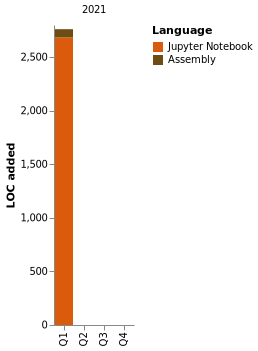 2021
Language
Jupyter Notebook
Assembly
LOC added
2,500
2,000
1,500
1,000
500
0
Q1
Q2
Q3
Q4